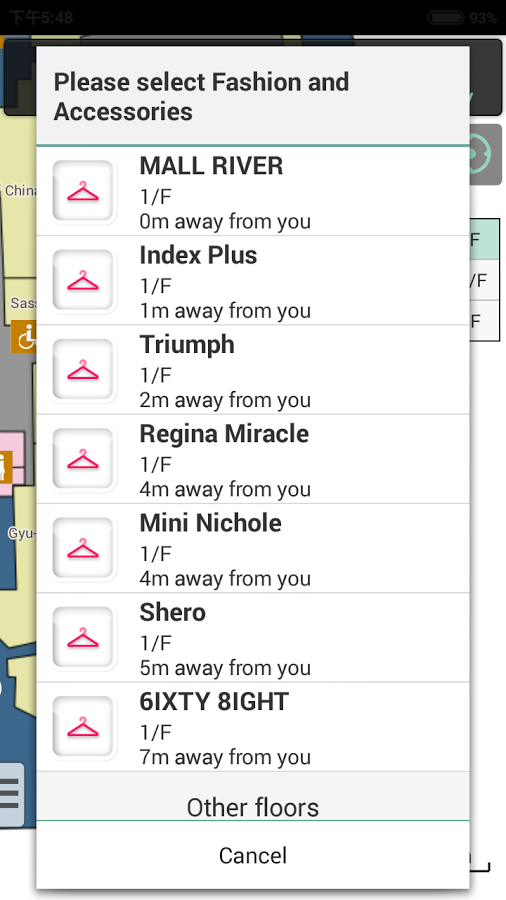 下午5:48
93%
Please select Fashion and
Accessories
China
MALL RIVER
1/F
0m away from you
Index Plus
1/F
1m away from you
Triumph
1/F
2m away from you
Regina Miracle
1/F
4m away from you
Mini Nichole
1/F
4m away from you
Shero
1/F
5m away from you
6IXTY 8IGHT
1/F
7m away from you
Other floors
Cancel
Sas
Gyu-
F
/F
F